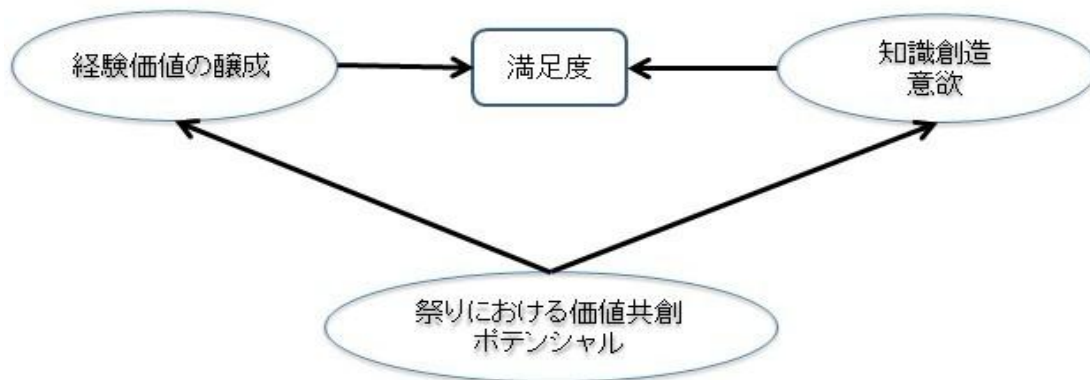 経験価値の醸成
満足度
知識創造
意欲
祭りにおける価値共創
ポテンシャル